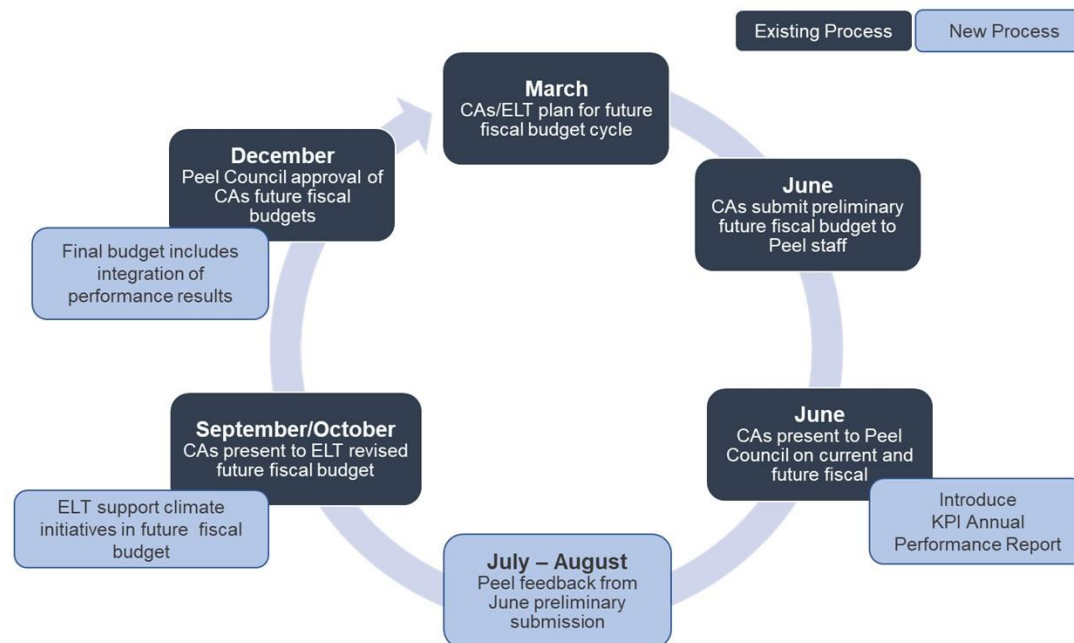 Existing Process
New Process
March
CAs/ELT plan for future
fiscal budget cycle
June
CAs submit preliminary
future fiscal budget to
Peel staff
June
CAs present to Peel
Council on current and
future fiscal
Introduce
KPI Annual
Performance Report
July – August
Peel feedback from
June preliminary
submission
September/October
CAs present to ELT revised
future fiscal budget
ELT support climate
initiatives in future fiscal
budget
December
Peel Council approval of
CAs future fiscal
budgets
Final budget includes
integration of
performance results